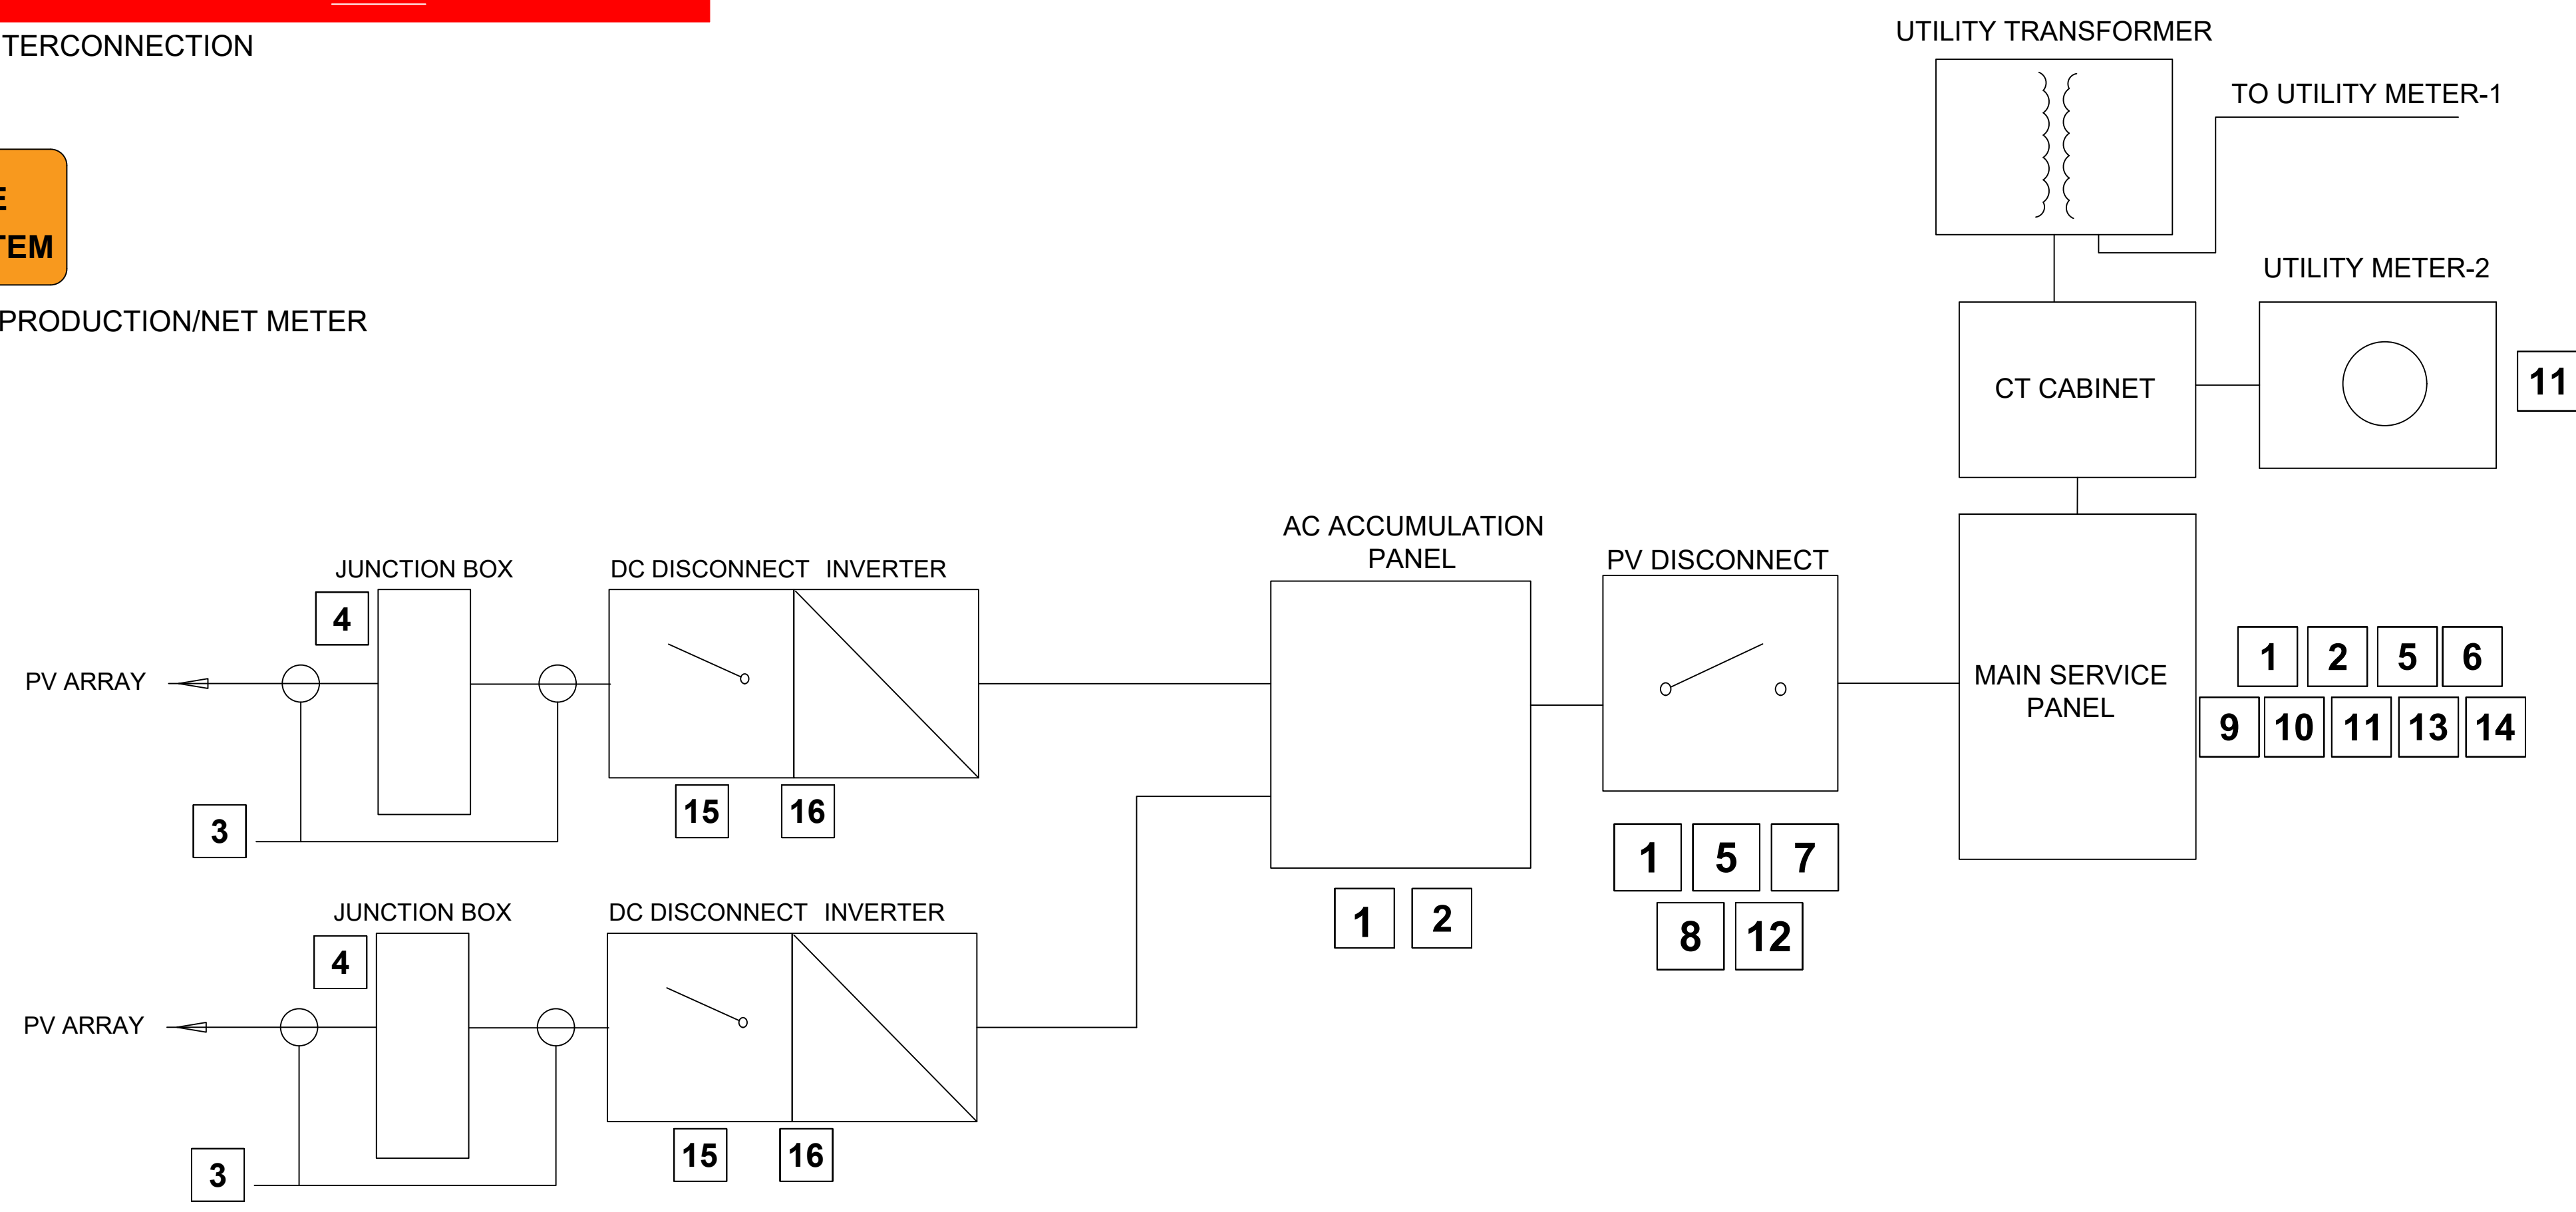 TERCONNECTION
E
TEM
PRODUCTION/NET METER
UTILITY TRANSFORMER
TO UTILITY METER-1
UTILITY METER-2
CT CABINET
11
AC ACCUMULATION
PANEL
PV DISCONNECT
MAIN SERVICE
PANEL
1 2 5 6
9 10 11 13 14
JUNCTION BOX
DC DISCONNECT INVERTER
4
PV ARRAY
15 16
3
1 5 7
8 12
1 2
JUNCTION BOX
DC DISCONNECT INVERTER
4
PV ARRAY
15 16
3